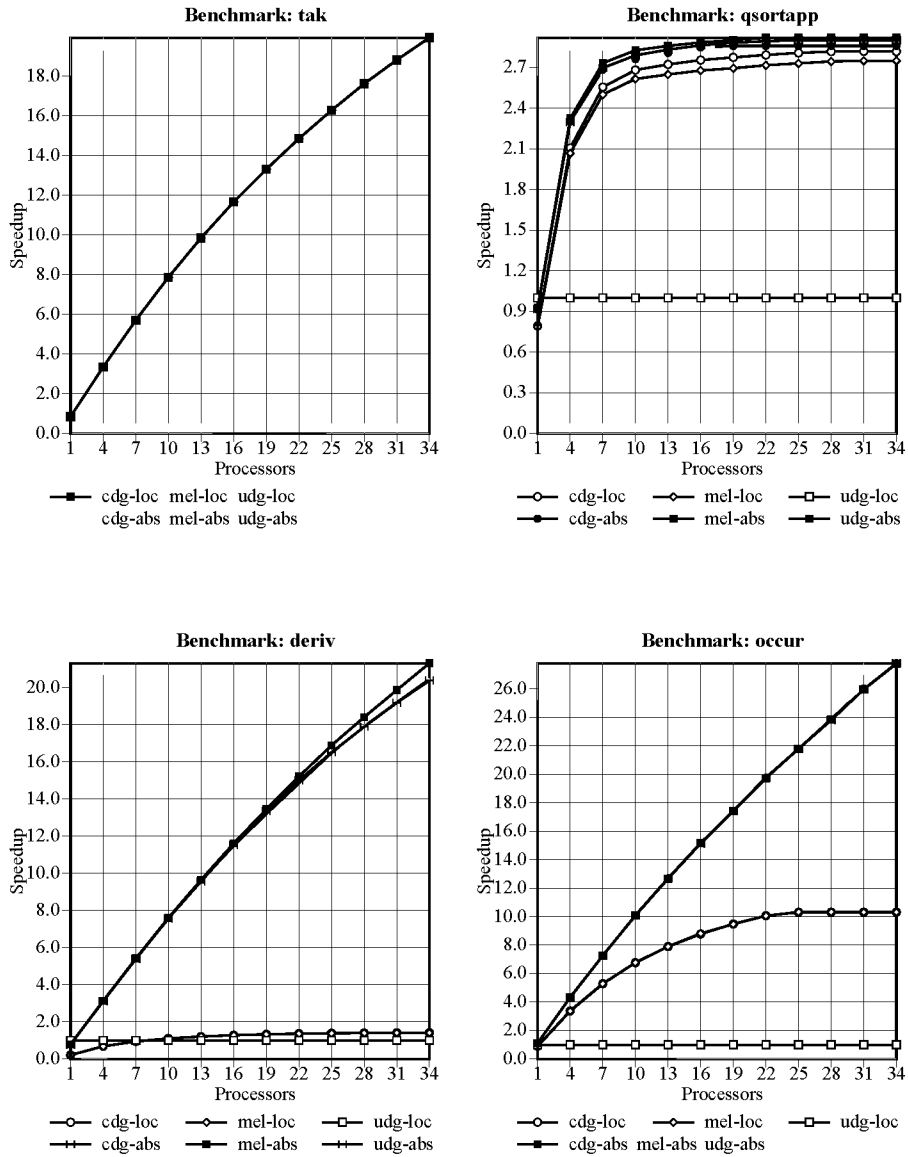 Benchmark: tak
18.0
16.0
14.0
12.0
10.0
8.0
6.0
4.0
2.0
0.0
Speedup
1 4 7 10 13 16 19 22 25 28 31 34
Processors
cdg-loc mel-loc udg-loc
cdg-abs mel-abs udg-abs
Benchmark: qsortapp
2.7
2.4
2.1
1.8
1.5
1.2
0.9
0.6
0.3
0.0
Speedup
1 4 7 10 13 16 19 22 25 28 31 34
Processors
cdg-loc mel-loc udg-loc
cdg-abs mel-abs udg-abs
Benchmark: deriv
20.0
18.0
16.0
14.0
12.0
10.0
8.0
6.0
4.0
2.0
0.0
Speedup
1 4 7 10 13 16 19 22 25 28 31 34
Processors
cdg-loc mel-loc udg-loc
cdg-abs mel-abs udg-abs
Benchmark: occur
26.0
24.0
22.0
20.0
18.0
16.0
14.0
12.0
10.0
8.0
6.0
4.0
2.0
0.0
Speedup
1 4 7 10 13 16 19 22 25 28 31 34
Processors
cdg-loc mel-loc udg-loc
cdg-abs mel-abs udg-abs